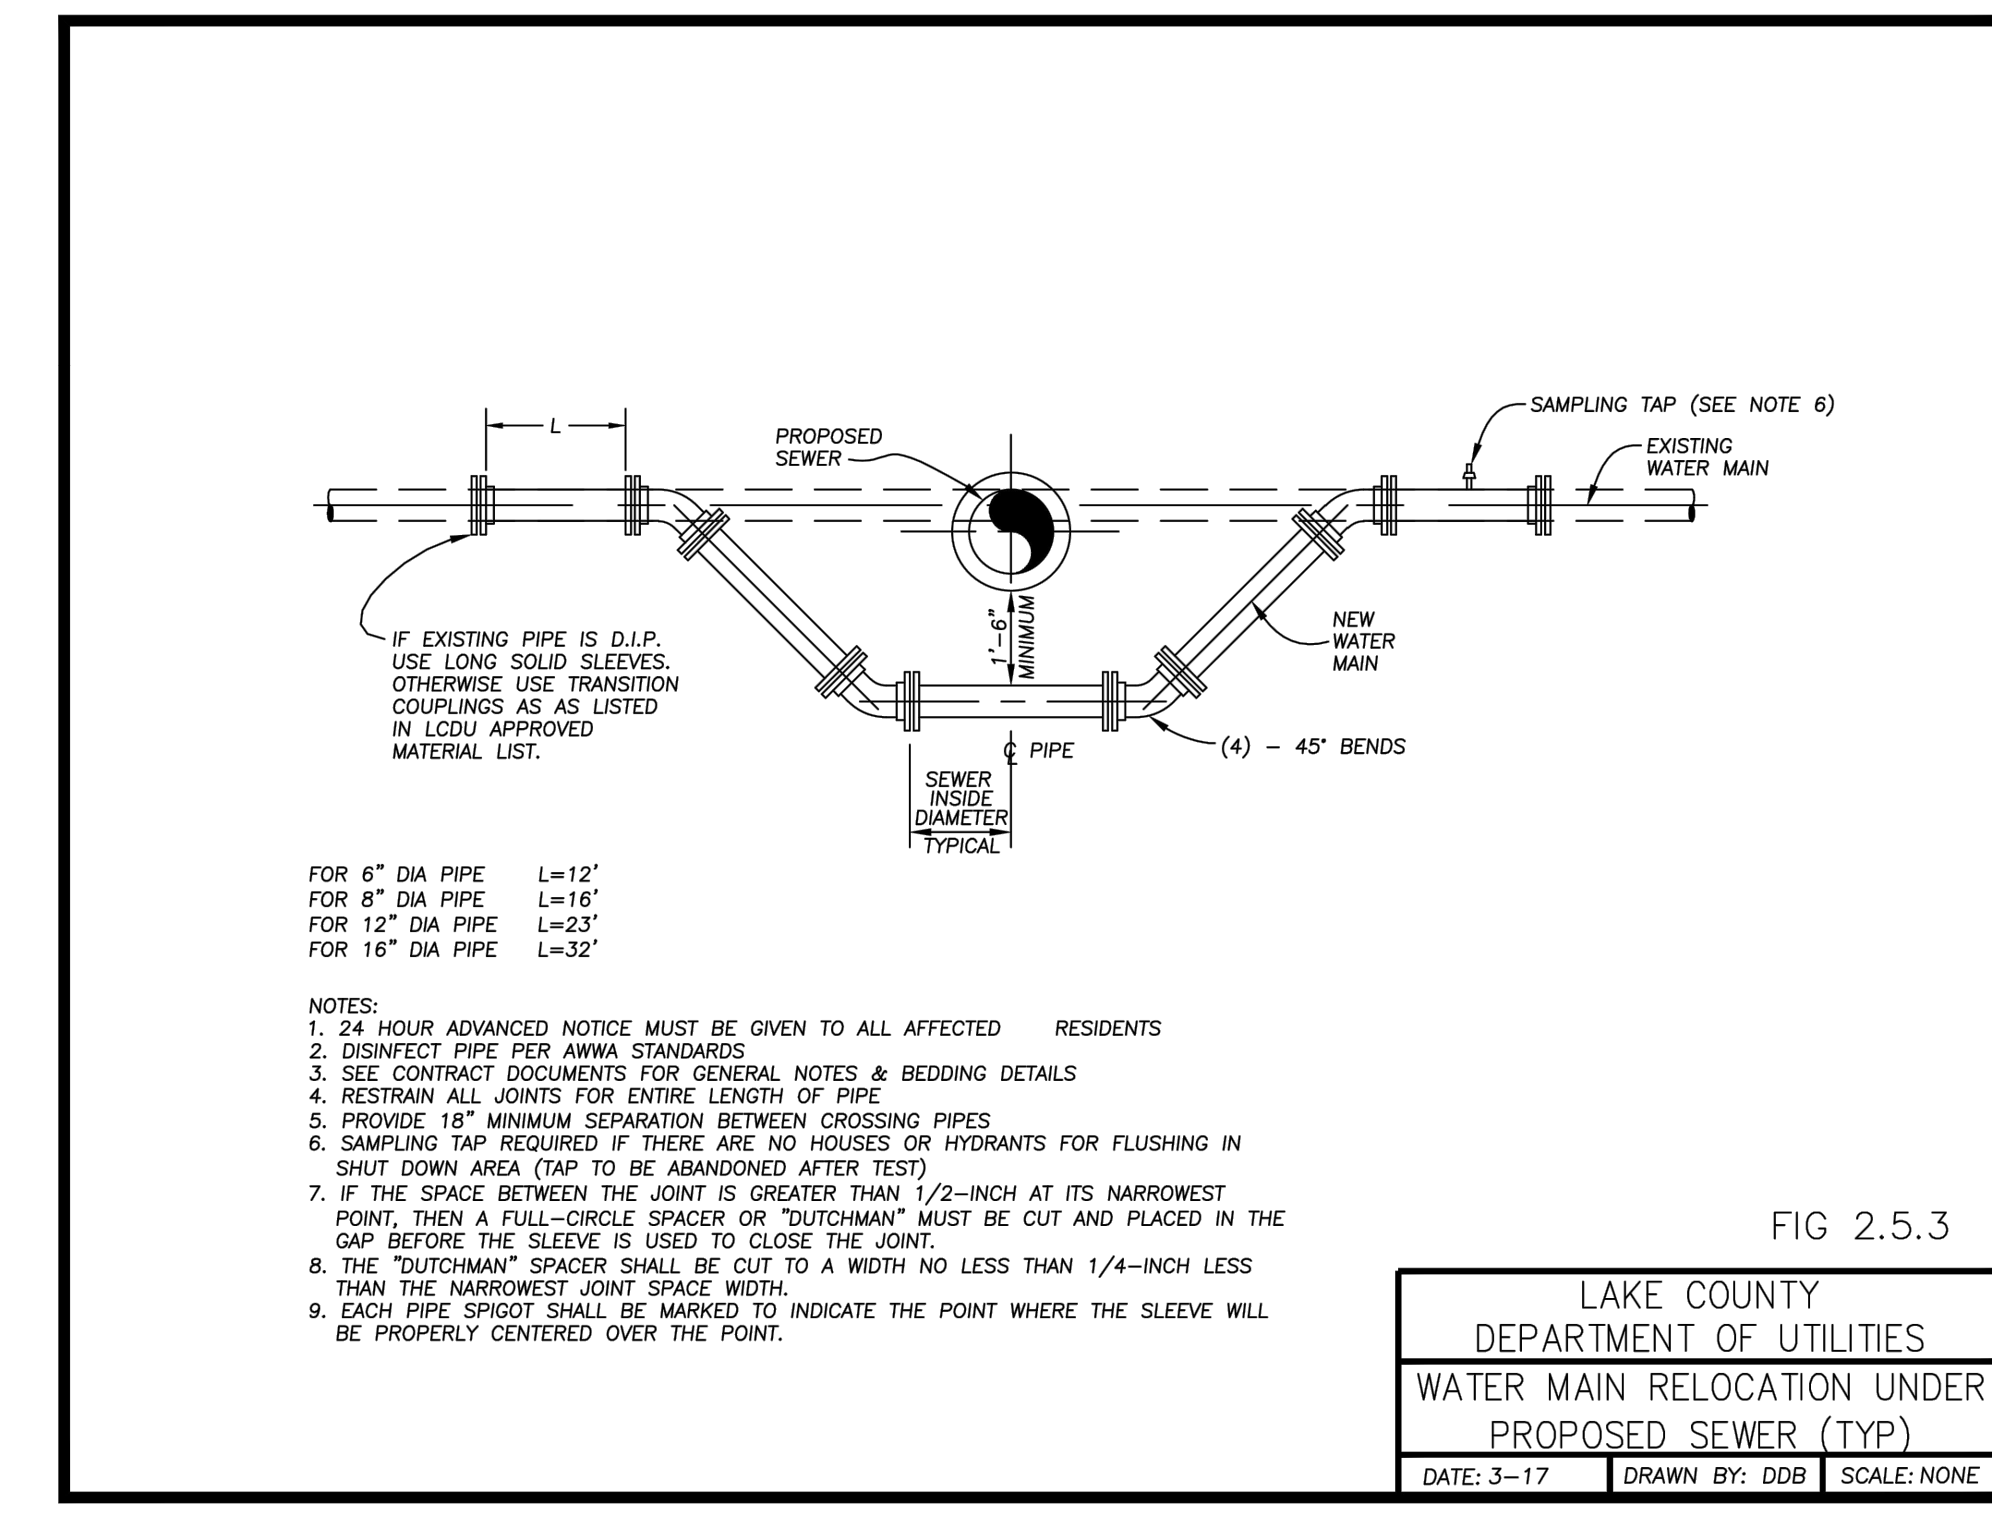 L
PROPOSED
SEWER
SAMPLING TAP (SEE NOTE 6)
EXISTING
WATER MAIN
1'-6"
MINIMUM
NEW
WATER
MAIN
IF EXISTING PIPE IS D.I.P.
USE LONG SOLID SLEEVES.
OTHERWISE USE TRANSITION
COUPLINGS AS AS LISTED
IN LCDU APPROVED
MATERIAL LIST.
℄ PIPE
(4) - 45° BENDS
SEWER
INSIDE
DIAMETER
TYPICAL
FOR 6" DIA PIPE L=12'
FOR 8" DIA PIPE L=16'
FOR 12" DIA PIPE L=23'
FOR 16" DIA PIPE L=32'
NOTES:
1. 24 HOUR ADVANCED NOTICE MUST BE GIVEN TO ALL AFFECTED RESIDENTS
2. DISINFECT PIPE PER AWWA STANDARDS
3. SEE CONTRACT DOCUMENTS FOR GENERAL NOTES & BEDDING DETAILS
4. RESTRAIN ALL JOINTS FOR ENTIRE LENGTH OF PIPE
5. PROVIDE 18" MINIMUM SEPARATION BETWEEN CROSSING PIPES
6. SAMPLING TAP REQUIRED IF THERE ARE NO HOUSES OR HYDRANTS FOR FLUSHING IN
SHUT DOWN AREA (TAP TO BE ABANDONED AFTER TEST)
7. IF THE SPACE BETWEEN THE JOINT IS GREATER THAN 1/2-INCH AT ITS NARROWEST
POINT, THEN A FULL-CIRCLE SPACER OR "DUTCHMAN" MUST BE CUT AND PLACED IN THE
GAP BEFORE THE SLEEVE IS USED TO CLOSE THE JOINT.
8. THE "DUTCHMAN" SPACER SHALL BE CUT TO A WIDTH NO LESS THAN 1/4-INCH LESS
THAN THE NARROWEST JOINT SPACE WIDTH.
9. EACH PIPE SPIGOT SHALL BE MARKED TO INDICATE THE POINT WHERE THE SLEEVE WILL
BE PROPERLY CENTERED OVER THE POINT.
FIG 2.5.3
LAKE COUNTY
DEPARTMENT OF UTILITIES
WATER MAIN RELOCATION UNDER
PROPOSED SEWER (TYP)
DATE: 3-17 DRAWN BY: DDB SCALE: NONE